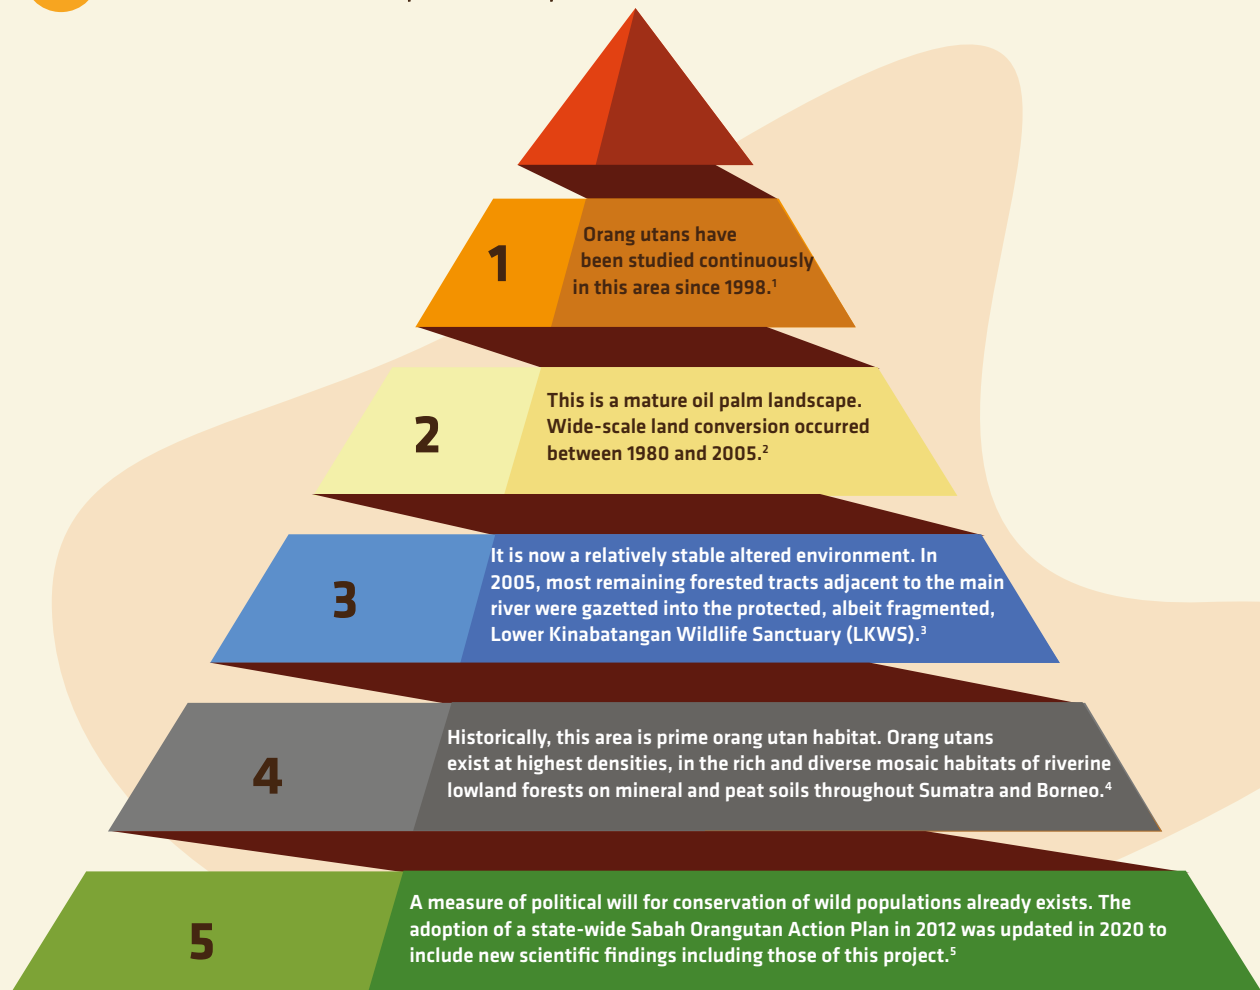 1
Orang utans have
been studied continuously
in this area since 1998.¹
2
This is a mature oil palm landscape.
Wide-scale land conversion occurred
between 1980 and 2005.²
3
It is now a relatively stable altered environment. In
2005, most remaining forested tracts adjacent to the main
river were gazetted into the protected, albeit fragmented,
Lower Kinabatangan Wildlife Sanctuary (LKWS).³
4
Historically, this area is prime orang utan habitat. Orang utans
exist at highest densities, in the rich and diverse mosaic habitats of riverine
lowland forests on mineral and peat soils throughout Sumatra and Borneo.⁴
5
A measure of political will for conservation of wild populations already exists. The
adoption of a state-wide Sabah Orangutan Action Plan in 2012 was updated in 2020 to
include new scientific findings including those of this project.⁵